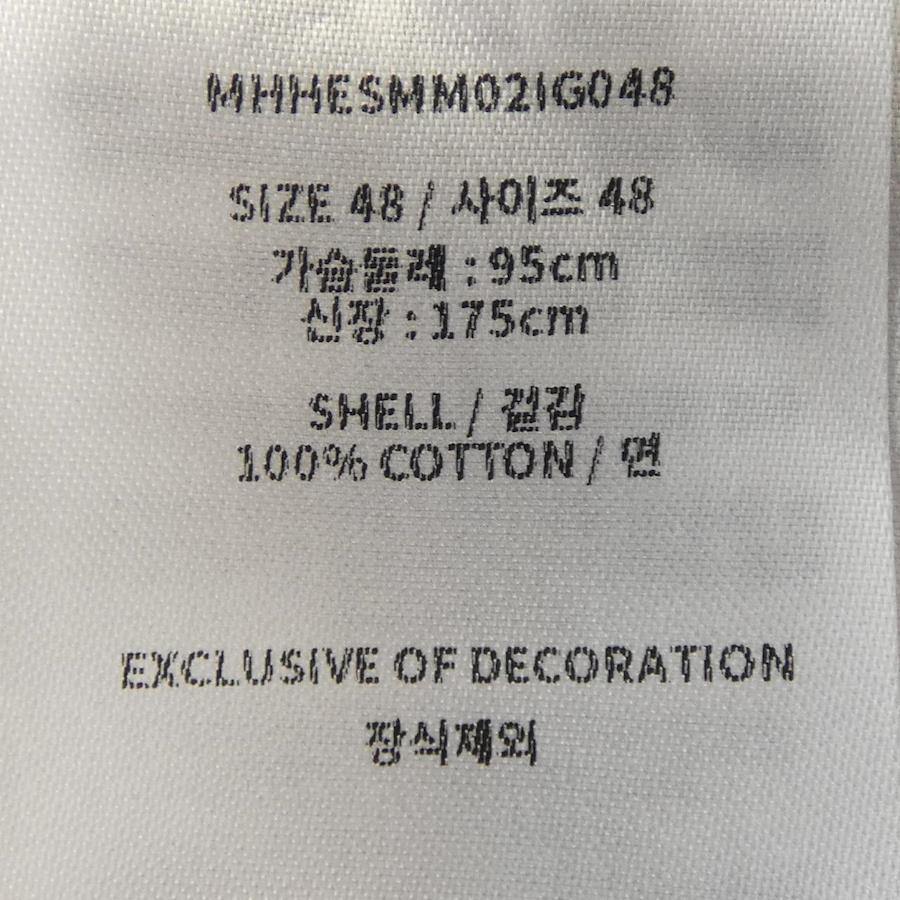 MHHESMM02IG048
SIZE 48 / 사이즈 48
가슴둘레 : 95cm
신장 : 175cm
SHELL / 겉감
100% COTTON / 면
EXCLUSIVE OF DECORATION
장식제외